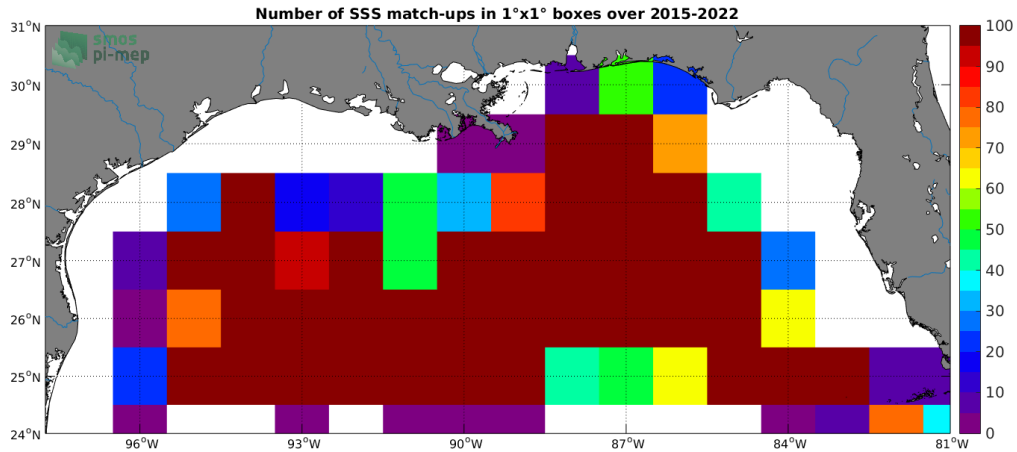 Number of SSS match-ups in 1°x1° boxes over 2015-2022
smos
pi-mep
31°N
30°N
29°N
28°N
27°N
26°N
25°N
24°N
96°W 93°W 90°W 87°W 84°W 81°W
100
90
80
70
60
50
40
30
20
10
0